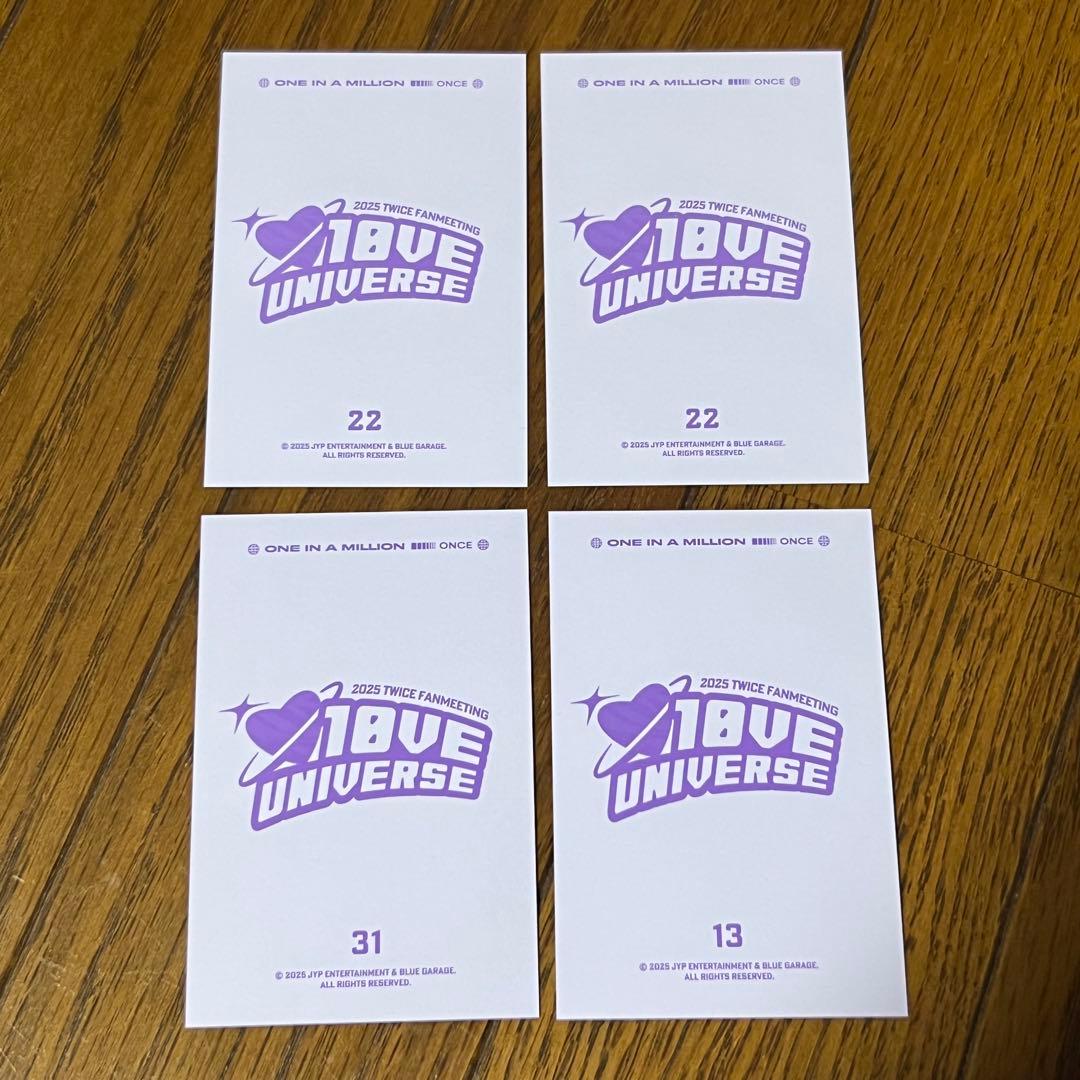 ONE IN A MILLION ONCE
2025 TWICE FANMEETING
10VE
UNIVERSE
22
© 2025 JYP ENTERTAINMENT & BLUE GARAGE.
ALL RIGHTS RESERVED.
ONE IN A MILLION ONCE
2025 TWICE FANMEETING
10VE
UNIVERSE
22
© 2025 JYP ENTERTAINMENT & BLUE GARAGE.
ALL RIGHTS RESERVED.
ONE IN A MILLION ONCE
2025 TWICE FANMEETING
10VE
UNIVERSE
31
© 2025 JYP ENTERTAINMENT & BLUE GARAGE.
ALL RIGHTS RESERVED.
ONE IN A MILLION ONCE
2025 TWICE FANMEETING
10VE
UNIVERSE
13
© 2025 JYP ENTERTAINMENT & BLUE GARAGE.
ALL RIGHTS RESERVED.